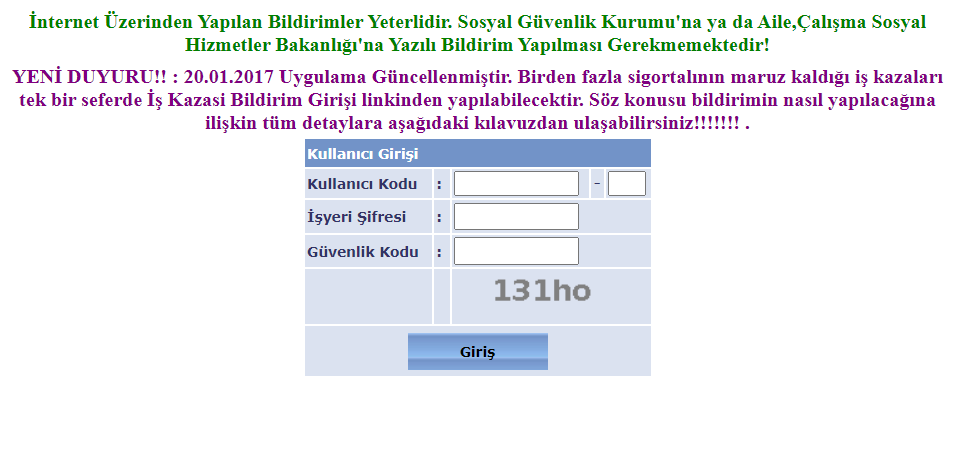 İnternet Üzerinden Yapılan Bildirimler Yeterlidir. Sosyal Güvenlik Kurumu'na ya da Aile,Çalışma Sosyal
Hizmetler Bakanlığı'na Yazılı Bildirim Yapılması Gerekmemektedir!
YENİ DUYURU!! : 20.01.2017 Uygulama Güncellenmiştir. Birden fazla sigortalının maruz kaldığı iş kazaları
tek bir seferde İş Kazasi Bildirim Girişi linkinden yapılabilecektir. Söz konusu bildirimin nasıl yapılacağına
ilişkin tüm detaylara aşağıdaki kılavuzdan ulaşabilirsiniz!!!!!!! .
Kullanıcı Girişi
Kullanıcı Kodu : -
İşyeri Şifresi :
Güvenlik Kodu :
131ho
Giriş